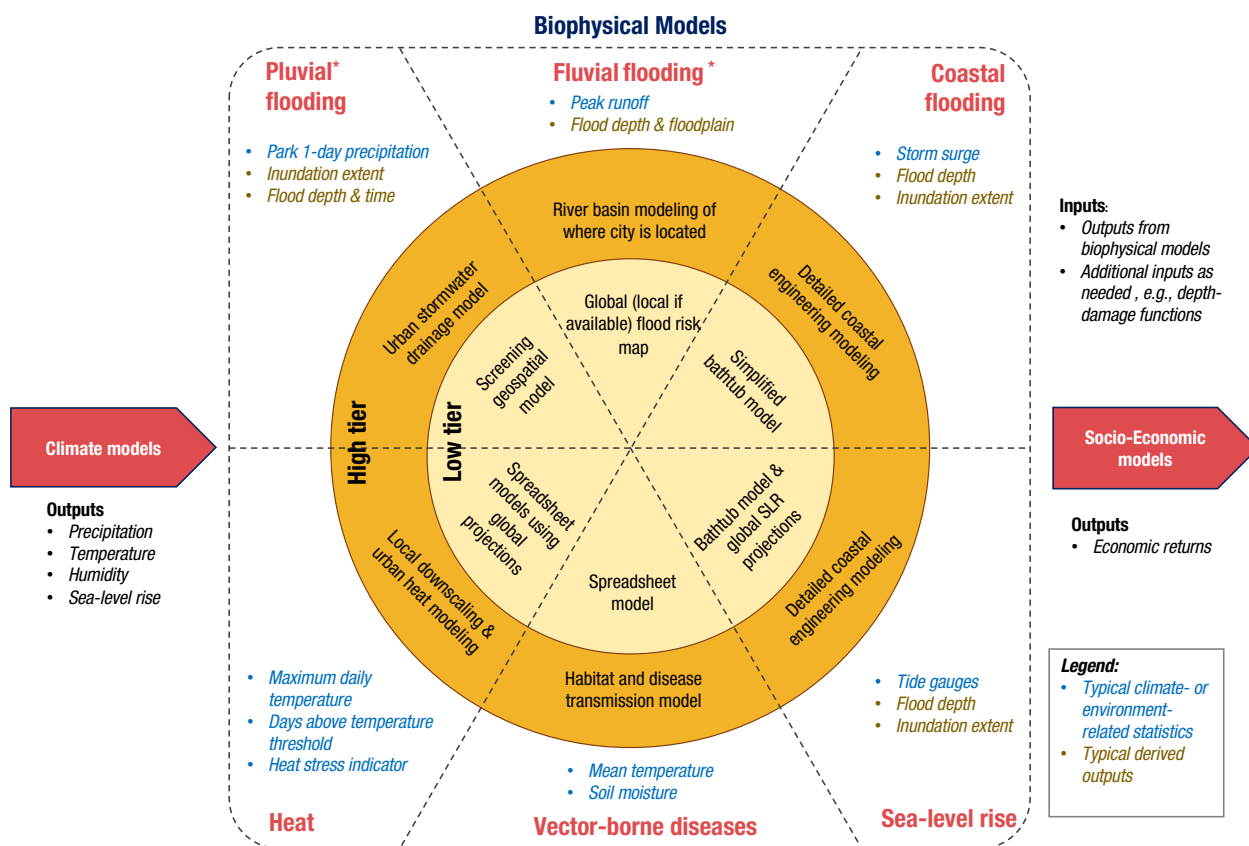 Biophysical Models
Pluvial*
flooding
• Park 1-day precipitation
• Inundation extent
• Flood depth & time
Fluvial flooding *
• Peak runoff
• Flood depth & floodplain
Coastal
flooding
• Storm surge
• Flood depth
• Inundation extent
River basin modeling of
where city is located
Urban stormwater
drainage model
Detailed coastal
engineering modeling
Global (local if
available) flood risk
map
Screening
geospatial
model
Simplified
bathtub model
High tier
Low tier
Spreadsheet
models using
global
projections
Bathtub model &
global SLR
projections
Spreadsheet
model
Local downscaling &
urban heat modeling
Detailed coastal
engineering modeling
Habitat and disease
transmission model
Climate models
Outputs
• Precipitation
• Temperature
• Humidity
• Sea-level rise
Inputs:
• Outputs from
biophysical models
• Additional inputs as
needed , e.g., depth-
damage functions
Socio-Economic
models
Outputs
• Economic returns
• Maximum daily
temperature
• Days above temperature
threshold
• Heat stress indicator
Heat
• Mean temperature
• Soil moisture
Vector-borne diseases
• Tide gauges
• Flood depth
• Inundation extent
Sea-level rise
Legend:
• Typical climate- or
environment-
related statistics
• Typical derived
outputs